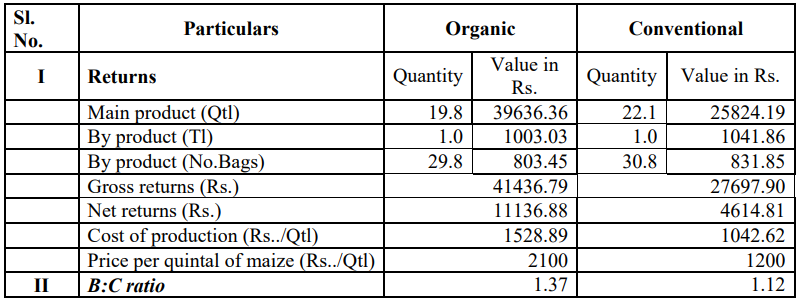 Sl. No. Particulars Organic Conventional
I Returns Quantity Value in Rs. Quantity Value in Rs.
Main product (Qtl) 19.8 39636.36 22.1 25824.19
By product (Tl) 1.0 1003.03 1.0 1041.86
By product (No.Bags) 29.8 803.45 30.8 831.85
Gross returns (Rs.) 41436.79 27697.90
Net returns (Rs.) 11136.88 4614.81
Cost of production (Rs../Qtl) 1528.89 1042.62
Price per quintal of maize (Rs../Qtl) 2100 1200
II B:C ratio 1.37 1.12